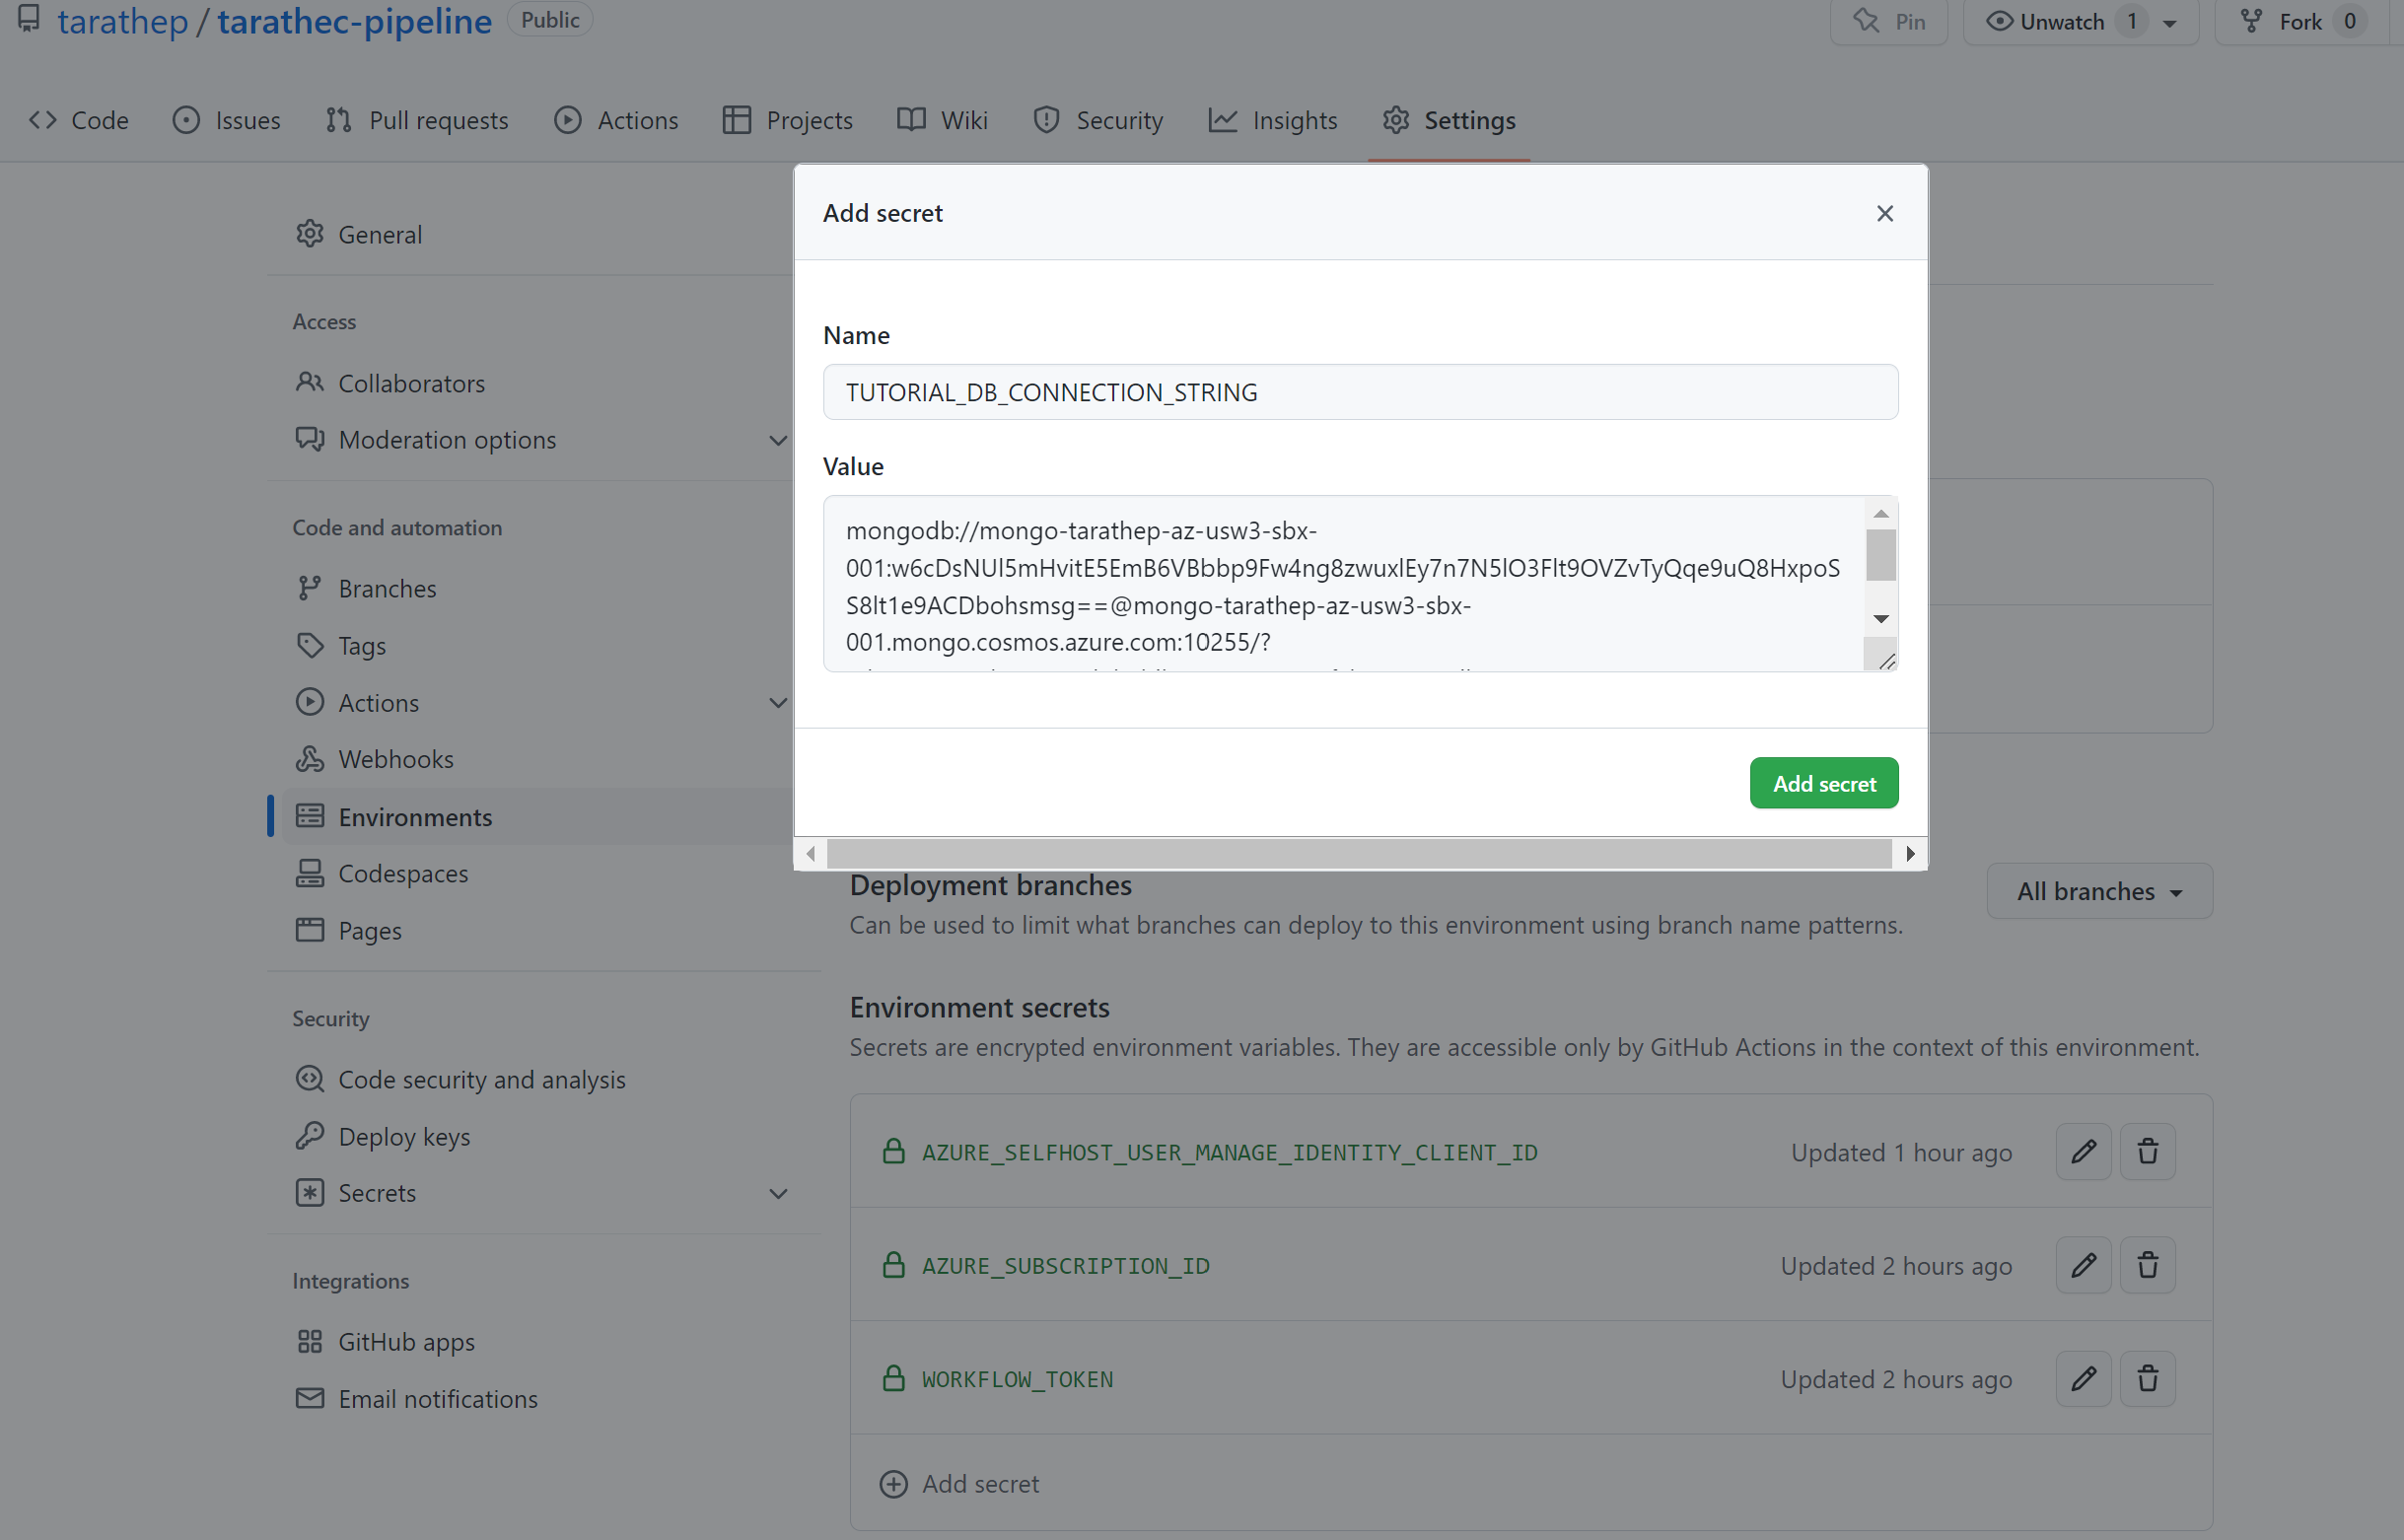 tarathep / tarathec-pipeline Public
Pin
Unwatch 1
Fork 0
Code
Issues
Pull requests
Actions
Projects
Wiki
Security
Insights
Settings
General
Access
Collaborators
Moderation options
Code and automation
Branches
Tags
Actions
Webhooks
Environments
Codespaces
Pages
Security
Code security and analysis
Deploy keys
Secrets
Integrations
GitHub apps
Email notifications
Add secret
Name
TUTORIAL_DB_CONNECTION_STRING
Value
mongodb://mongo-tarathep-az-usw3-sbx-
001:
@mongo-tarathep-az-usw3-sbx-
001.mongo.cosmos.azure.com:10255/?
Add secret
Deployment branches
Can be used to limit what branches can deploy to this environment using branch name patterns.
All branches
Environment secrets
Secrets are encrypted environment variables. They are accessible only by GitHub Actions in the context of this environment.
AZURE_SELFHOST_USER_MANAGE_IDENTITY_CLIENT_ID
Updated 1 hour ago
AZURE_SUBSCRIPTION_ID
Updated 2 hours ago
WORKFLOW_TOKEN
Updated 2 hours ago
Add secret